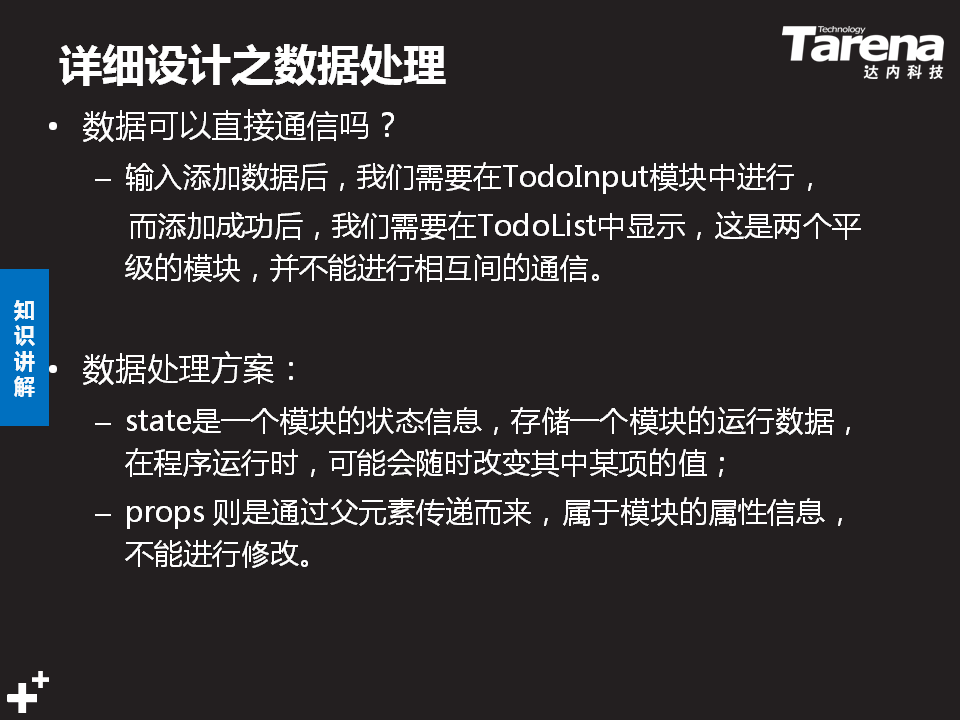 详细设计之数据处理
Technology
Tarena
达内科技
• 数据可以直接通信吗？
– 输入添加数据后，我们需要在TodoInput模块中进行，
而添加成功后，我们需要在TodoList中显示，这是两个平
级的模块，并不能进行相互间的通信。
知识讲解
• 数据处理方案：
– state是一个模块的状态信息，存储一个模块的运行数据，
在程序运行时，可能会随时改变其中某项的值；
– props 则是通过父元素传递而来，属于模块的属性信息，
不能进行修改。